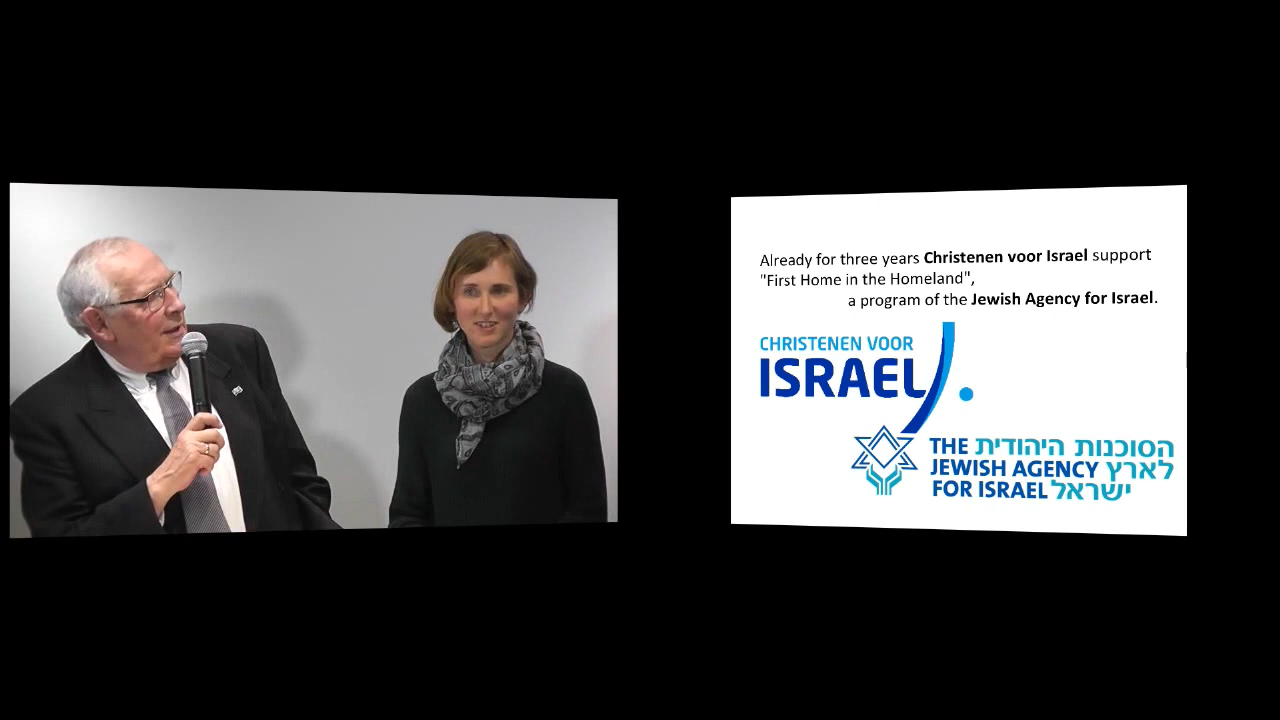 Already for three years Christenen voor Israel support
"First Home in the Homeland",
a program of the Jewish Agency for Israel.
CHRISTENEN VOOR
ISRAEL
THE הסוכנות היהודית
JEWISH AGENCY לארץ
FOR ISRAEL ישראל